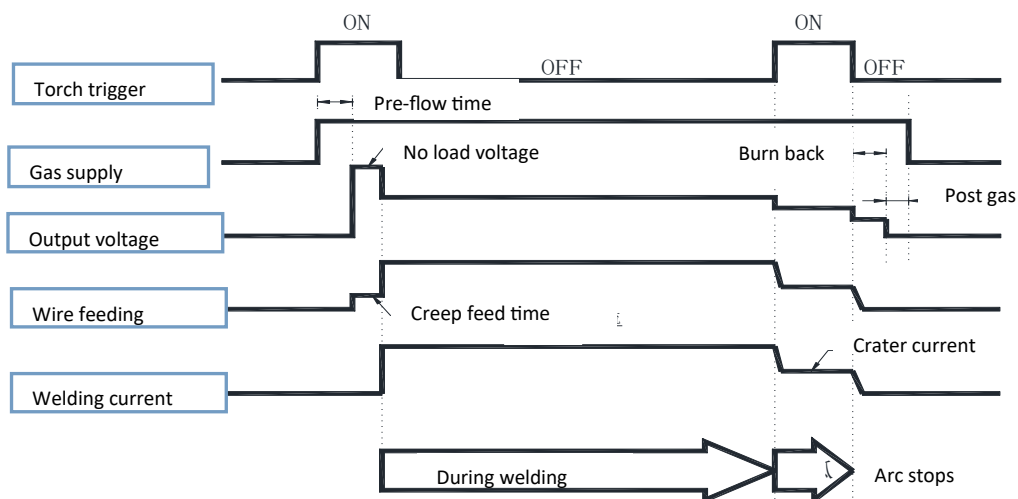 ON
ON
OFF
OFF
Torch trigger
Pre-flow time
No load voltage
Burn back
Gas supply
Post gas
Output voltage
Wire feeding
Creep feed time
Crater current
Welding current
During welding
Arc stops